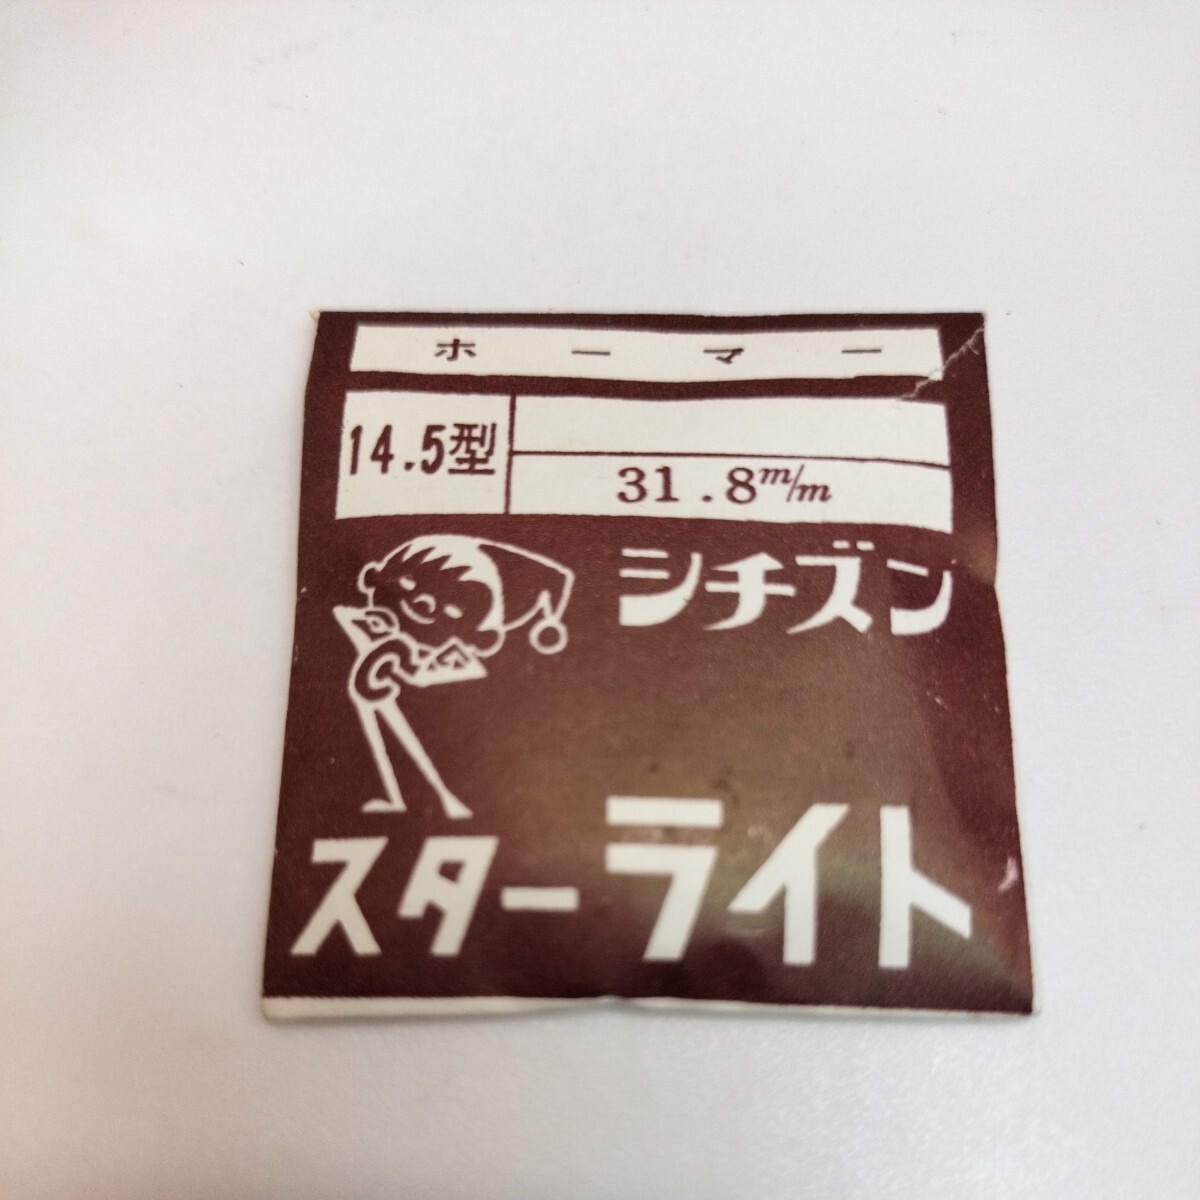 ホーマー
14.5型
31.8m/m
シチズン
スターライト